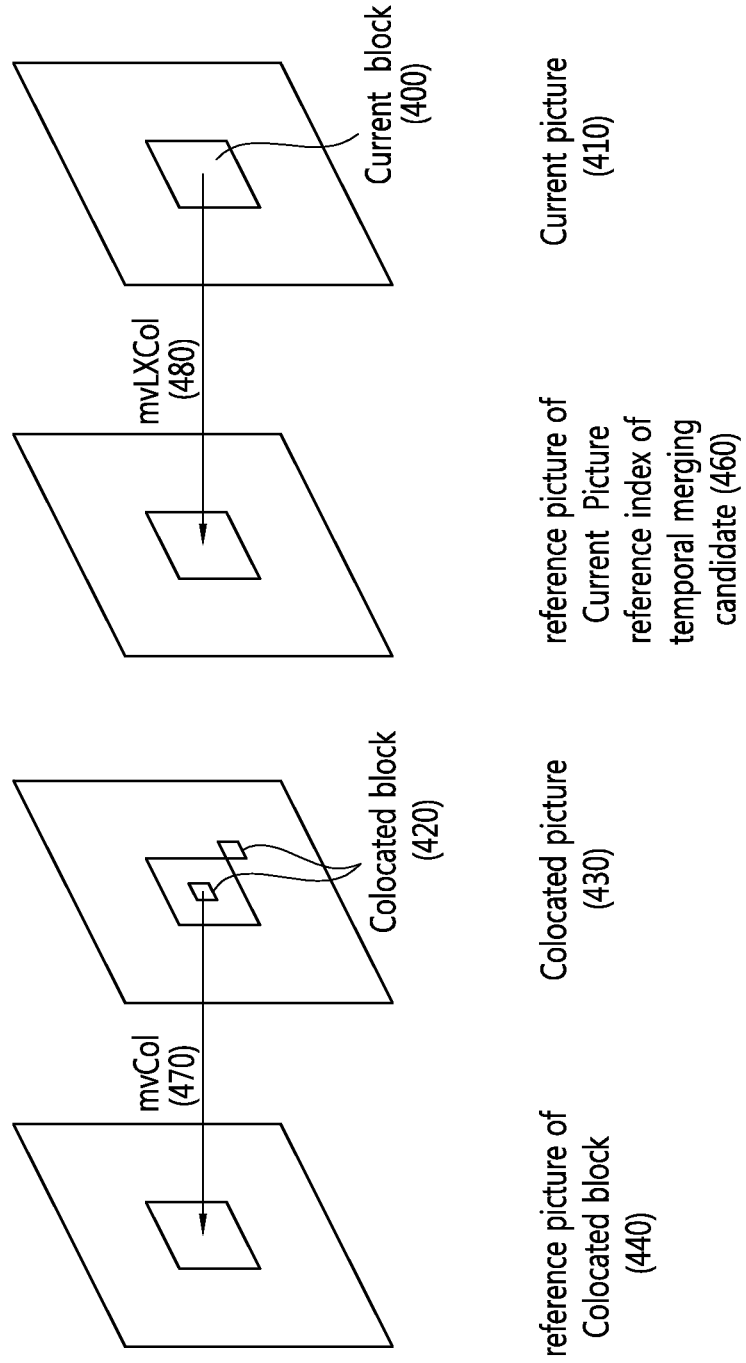 mvCol
(470)
mvLXCol
(480)
Colocated block
(420)
Current block
(400)
reference picture of
Colocated block
(440)
Colocated picture
(430)
reference picture of
Current Picture
reference index of
temporal merging
candidate (460)
Current picture
(410)